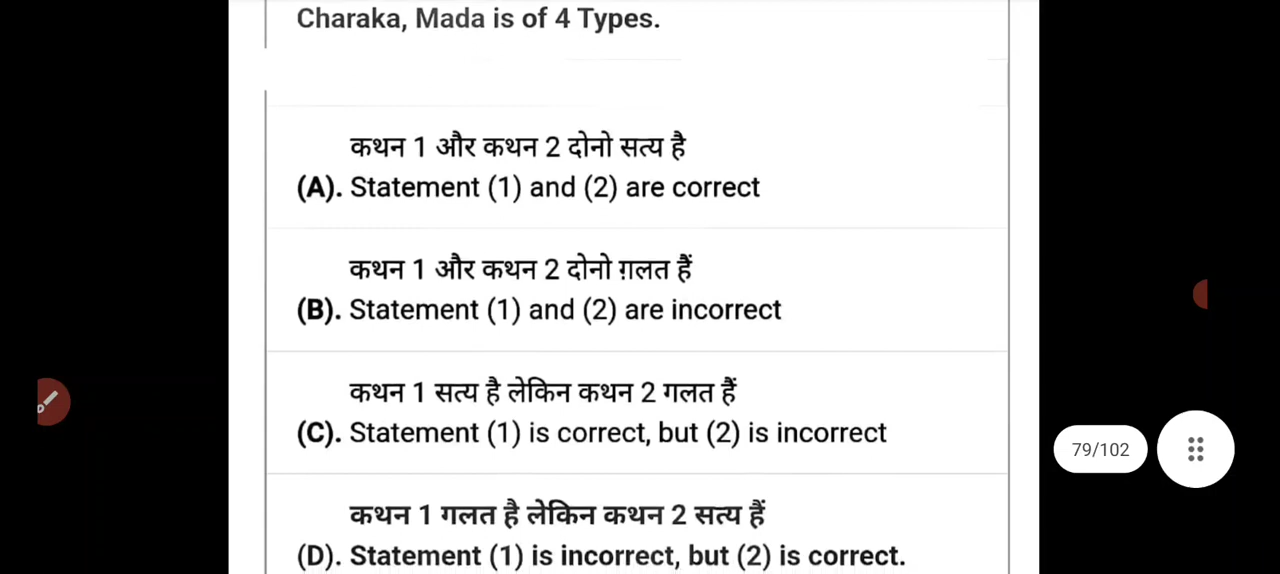 Charaka, Mada is of 4 Types.
कथन 1 और कथन 2 दोनो सत्य है
(A). Statement (1) and (2) are correct
कथन 1 और कथन 2 दोनो ग़लत हैं
(B). Statement (1) and (2) are incorrect
कथन 1 सत्य है लेकिन कथन 2 गलत हैं
(C). Statement (1) is correct, but (2) is incorrect
79/102
कथन 1 गलत है लेकिन कथन 2 सत्य हैं
(D). Statement (1) is incorrect, but (2) is correct.